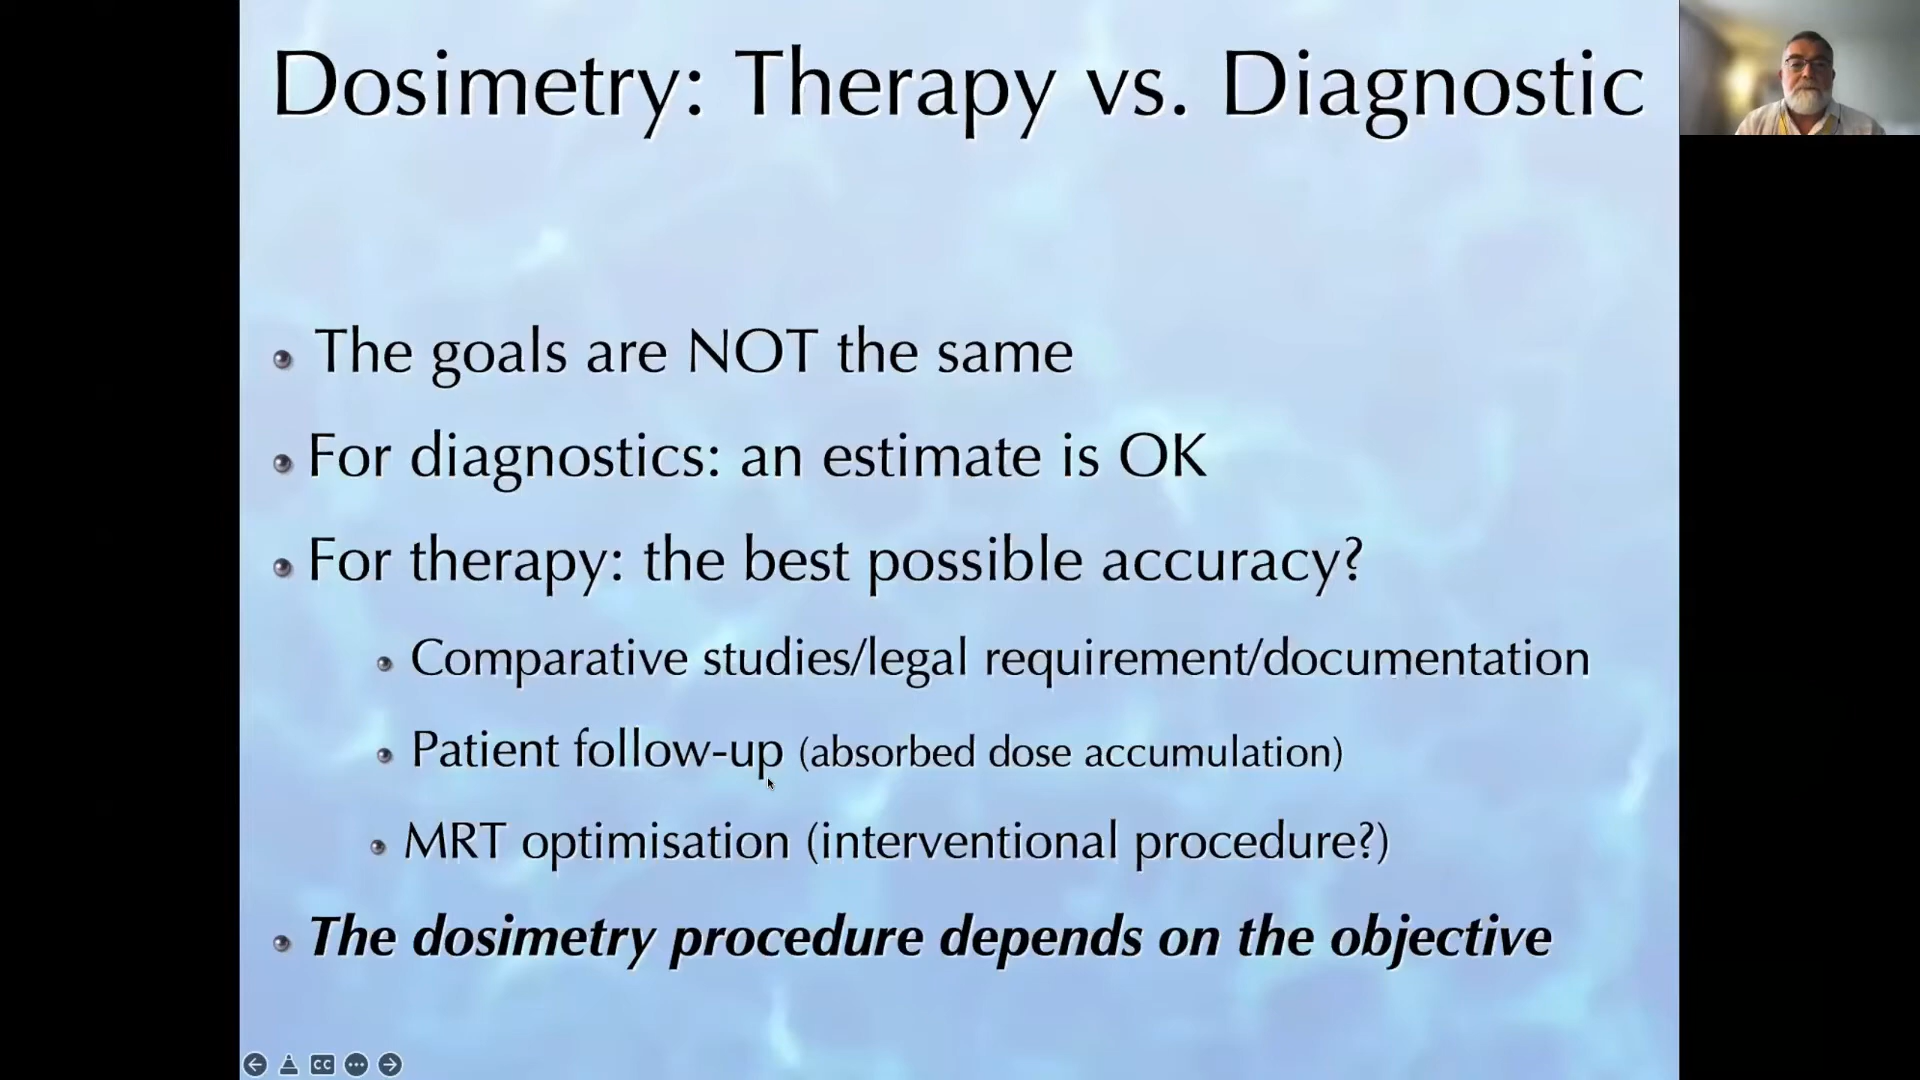 Dosimetry: Therapy vs. Diagnostic
The goals are NOT the same
For diagnostics: an estimate is OK
For therapy: the best possible accuracy?
Comparative studies/legal requirement/documentation
Patient follow-up (absorbed dose accumulation)
MRT optimisation (interventional procedure?)
The dosimetry procedure depends on the objective
CC